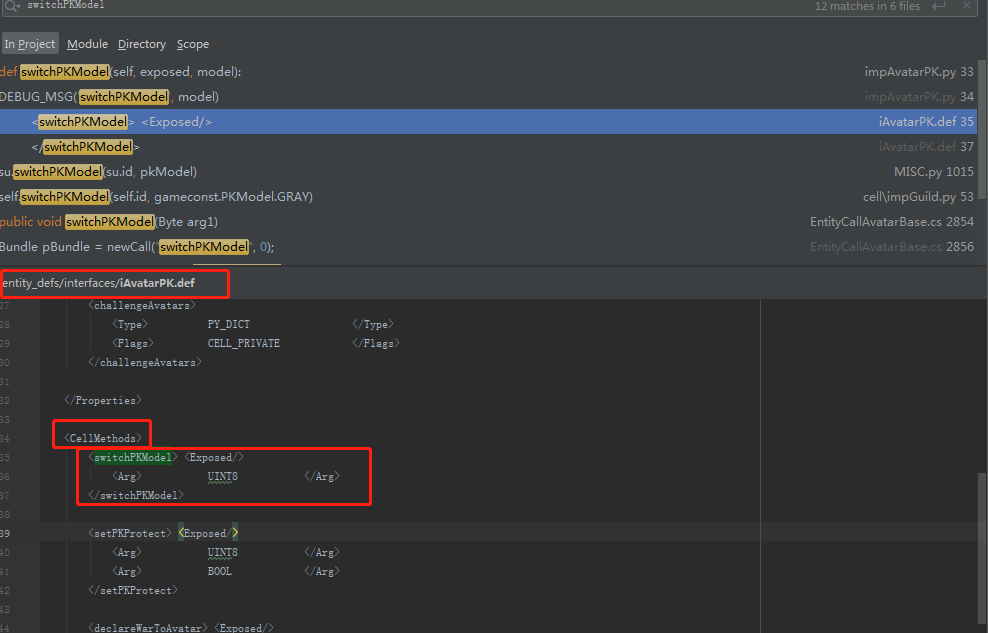 switchPKModel 12 matches in 6 files
In Project Module Directory Scope
def switchPKModel(self, exposed, model): impAvatarPK.py 33
DEBUG_MSG('switchPKModel', model) impAvatarPK.py 34
<switchPKModel> <Exposed/> iAvatarPK.def 35
</switchPKModel> iAvatarPK.def 37
su.switchPKModel(su.id, pkModel) MISC.py 1015
self.switchPKModel(self.id, gameconst.PKModel.GRAY) cell\impGuild.py 53
public void switchPKModel(Byte arg1) EntityCallAvatarBase.cs 2854
Bundle pBundle = newCall("switchPKModel", 0); EntityCallAvatarBase.cs 2856
entity_defs/interfaces/iAvatarPK.def
27 <challengeAvatars>
28 <Type> PY_DICT </Type>
29 <Flags> CELL_PRIVATE </Flags>
30 </challengeAvatars>
31
32 </Properties>
33
34 <CellMethods>
35 <switchPKModel> <Exposed/>
36 <Arg> UINT8 </Arg>
37 </switchPKModel>
38
39 <setPKProtect> <Exposed/>
40 <Arg> UINT8 </Arg>
41 <Arg> BOOL </Arg>
42 </setPKProtect>
43
44 <declareWarToAvatar> <Exposed/>